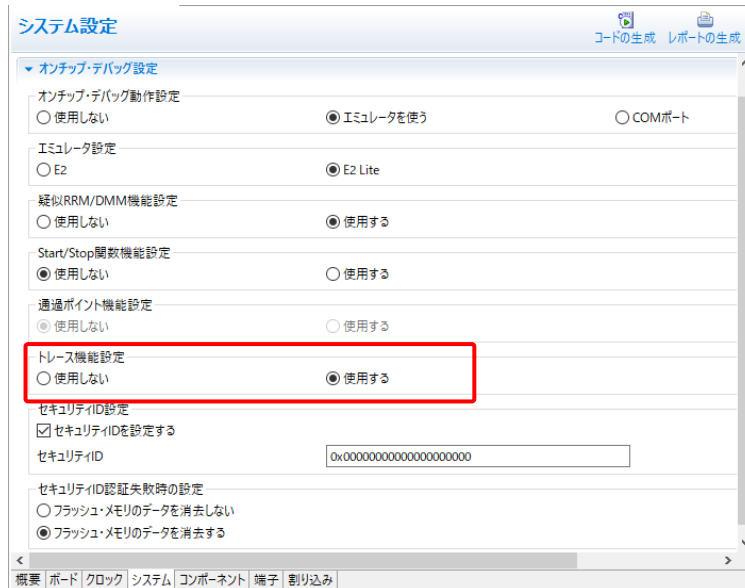 システム設定
コードの生成 レポートの生成
オンチップ・デバッグ設定
オンチップ・デバッグ動作設定
使用しない エミュレータを使う COMポート
エミュレータ設定
E2 E2 Lite
疑似RRM/DMM機能設定
使用しない 使用する
Start/Stop関数機能設定
使用しない 使用する
通過ポイント機能設定
使用しない 使用する
トレース機能設定
使用しない 使用する
セキュリティID設定
セキュリティIDを設定する
セキュリティID 0x00000000000000000000
セキュリティID認証失敗時の設定
フラッシュ・メモリのデータを消去しない
フラッシュ・メモリのデータを消去する
概要 ボード クロック システム コンポーネント 端子 割り込み